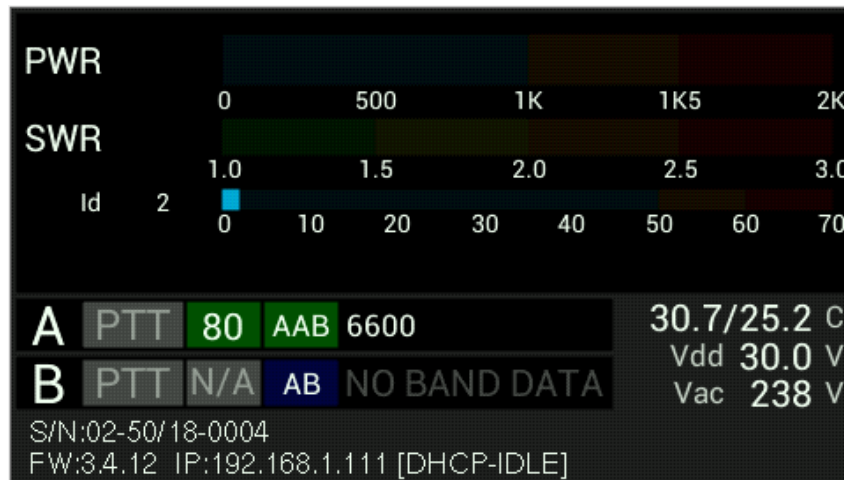 PWR
0 500 1K 1K5 2K
SWR
1.0 1.5 2.0 2.5 3.0
Id 2
0 10 20 30 40 50 60 70
A PTT 80 AAB 6600
30.7/25.2 C
Vdd 30.0 V
B PTT N/A AB NO BAND DATA
Vac 238 V
S/N:02-50/18-0004
FW:3.4.12 IP:192.168.1.111 [DHCP-IDLE]